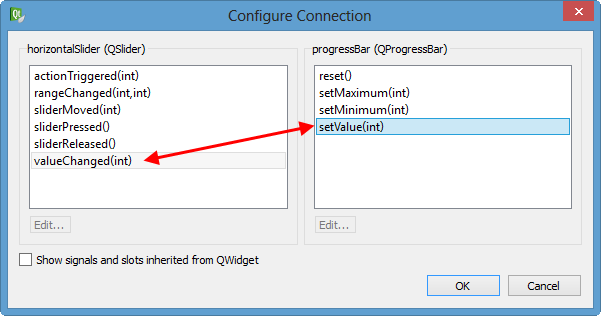 Qt
Configure Connection
horizontalSlider (QSlider)
actionTriggered(int)
rangeChanged(int,int)
sliderMoved(int)
sliderPressed()
sliderReleased()
valueChanged(int)
Edit...
progressBar (QProgressBar)
reset()
setMaximum(int)
setMinimum(int)
setValue(int)
Edit...
Show signals and slots inherited from QWidget
OK
Cancel